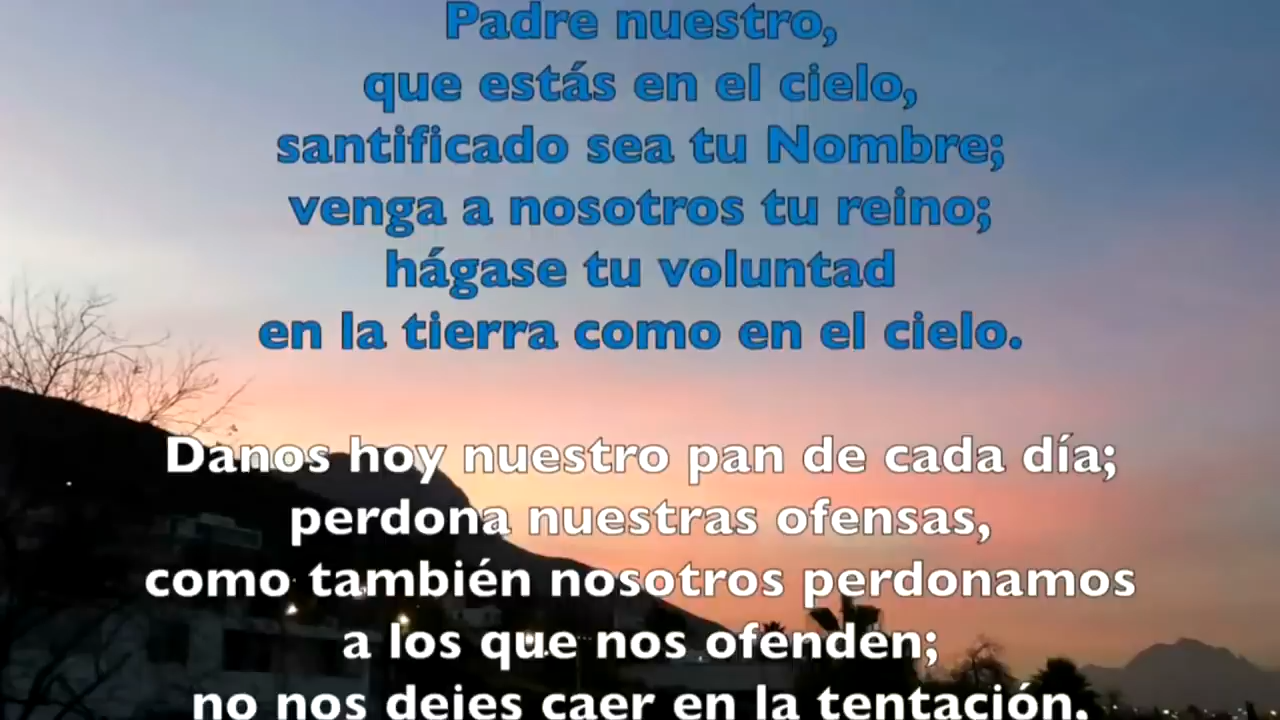 Padre nuestro,
que estás en el cielo,
santificado sea tu Nombre;
venga a nosotros tu reino;
hágase tu voluntad
en la tierra como en el cielo.
Danos hoy nuestro pan de cada día;
perdona nuestras ofensas,
como también nosotros perdonamos
a los que nos ofenden;
no nos dejes caer en la tentación,